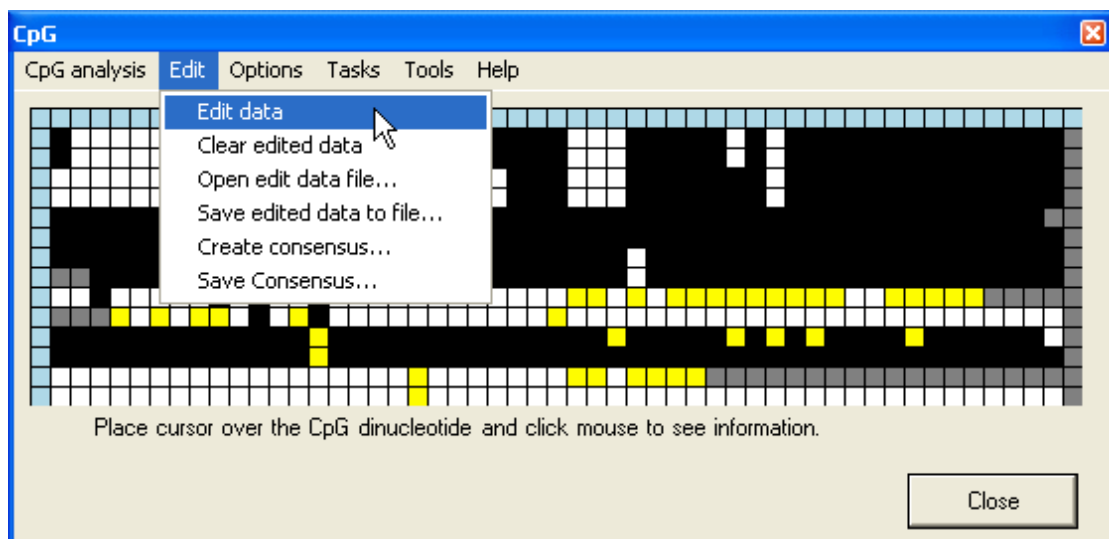 CpG
CpG analysis Edit Options Tasks Tools Help
Edit data
Clear edited data
Open edit data file...
Save edited data to file...
Create consensus...
Save Consensus...
Place cursor over the CpG dinucleotide and click mouse to see information.
Close